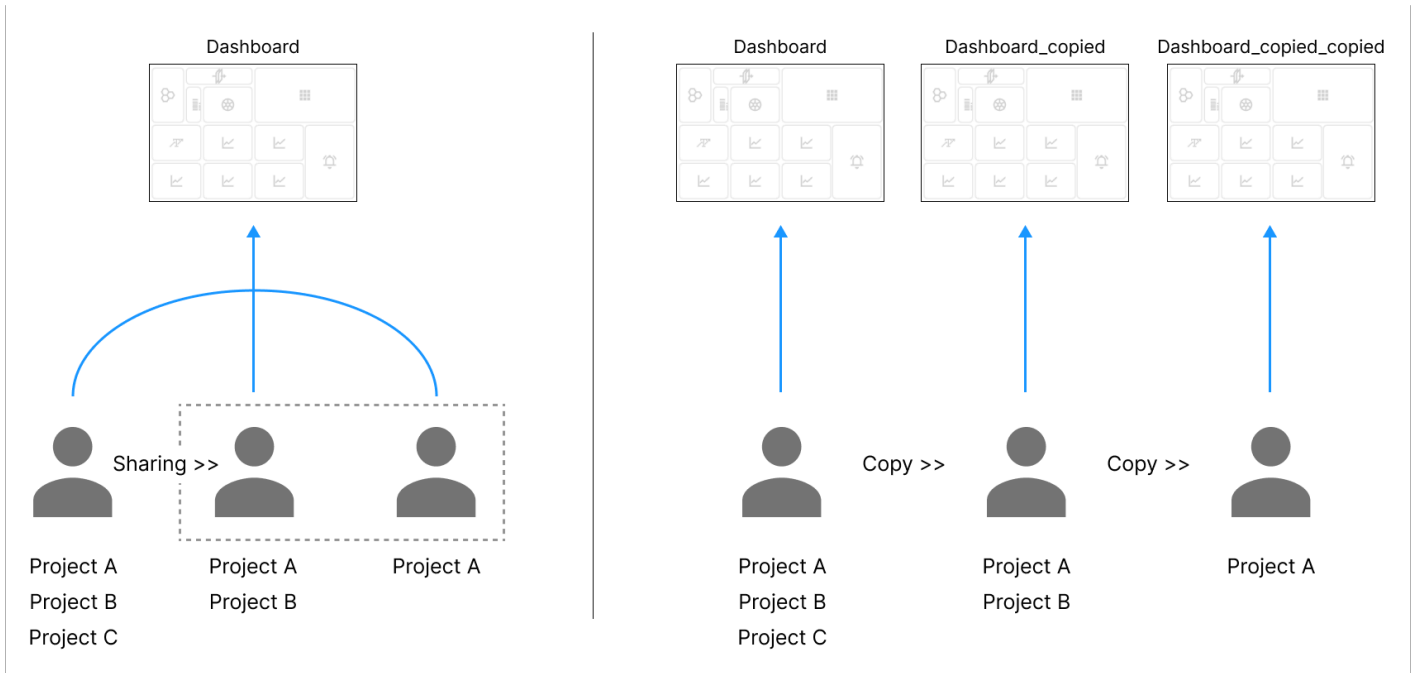 Dashboard
Sharing >>
Project A
Project B
Project C
Project A
Project B
Project A
Dashboard
Dashboard_copied
Dashboard_copied_copied
Copy >>
Copy >>
Project A
Project B
Project C
Project A
Project B
Project A